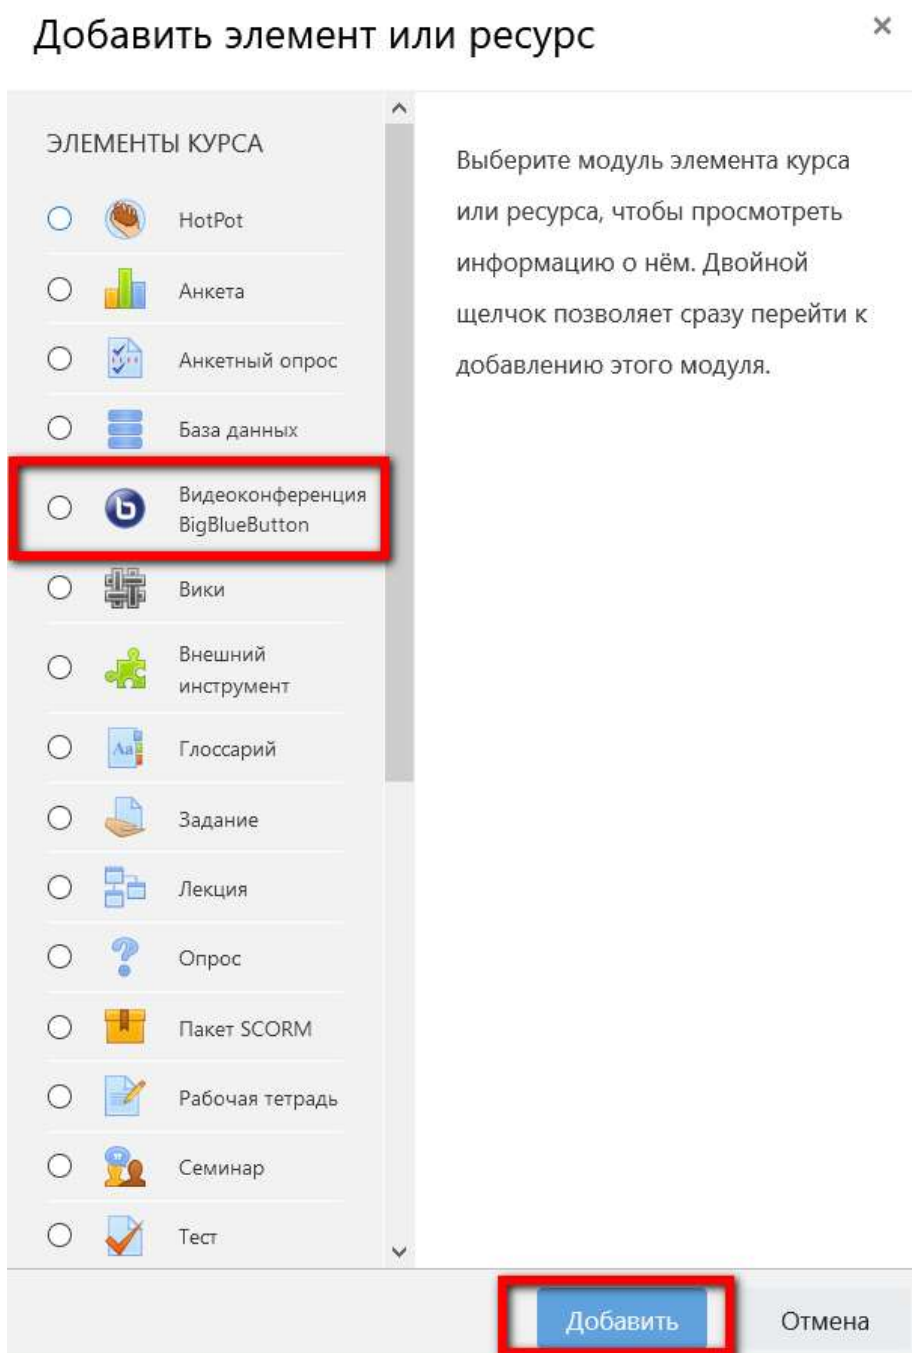 Добавить элемент или ресурс
×
ЭЛЕМЕНТЫ КУРСА
HotPot
Анкета
Анкетный опрос
База данных
Видеоконференция
BigBlueButton
Вики
Внешний
инструмент
Глоссарий
Задание
Лекция
Опрос
Пакет SCORM
Рабочая тетрадь
Семинар
Тест
Выберите модуль элемента курса
или ресурса, чтобы просмотреть
информацию о нём. Двойной
щелчок позволяет сразу перейти к
добавлению этого модуля.
Добавить
Отмена